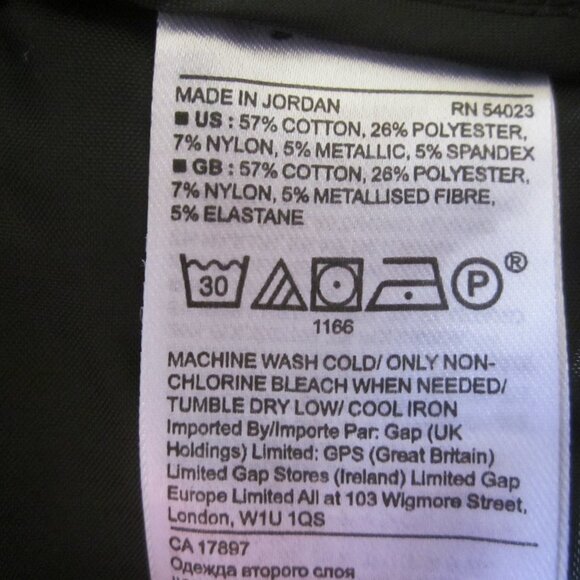 MADE IN JORDAN RN 54023
■ US : 57% COTTON, 26% POLYESTER,
7% NYLON, 5% METALLIC, 5% SPANDEX
■ GB : 57% COTTON, 26% POLYESTER,
7% NYLON, 5% METALLISED FIBRE,
5% ELASTANE
30 P ®
1166
MACHINE WASH COLD/ ONLY NON-
CHLORINE BLEACH WHEN NEEDED/
TUMBLE DRY LOW/ COOL IRON
Imported By/Importe Par: Gap (UK
Holdings) Limited: GPS (Great Britain)
Limited Gap Stores (Ireland) Limited Gap
Europe Limited All at 103 Wigmore Street,
London, W1U 1QS
CA 17897
Одежда второго слоя